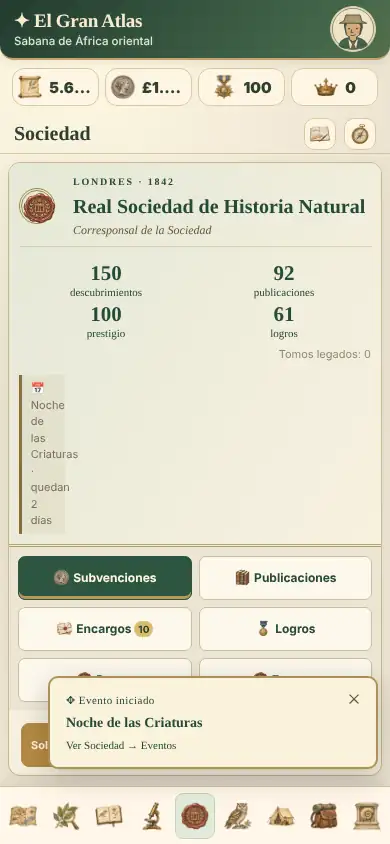 ✦ El Gran Atlas
Sabana de África oriental
5.6... £1.... 100 0
Sociedad
LONDRES · 1842
Real Sociedad de Historia Natural
Corresponsal de la Sociedad
150 92
descubrimientos publicaciones
100 61
prestigio logros
Tomos legados: 0
Noche
de
las
Criaturas
·
quedan
2
días
Subvenciones Publicaciones
Encargos 10 Logros
✥ Evento iniciado ×
Noche de las Criaturas
Sol
Ver Sociedad → Eventos